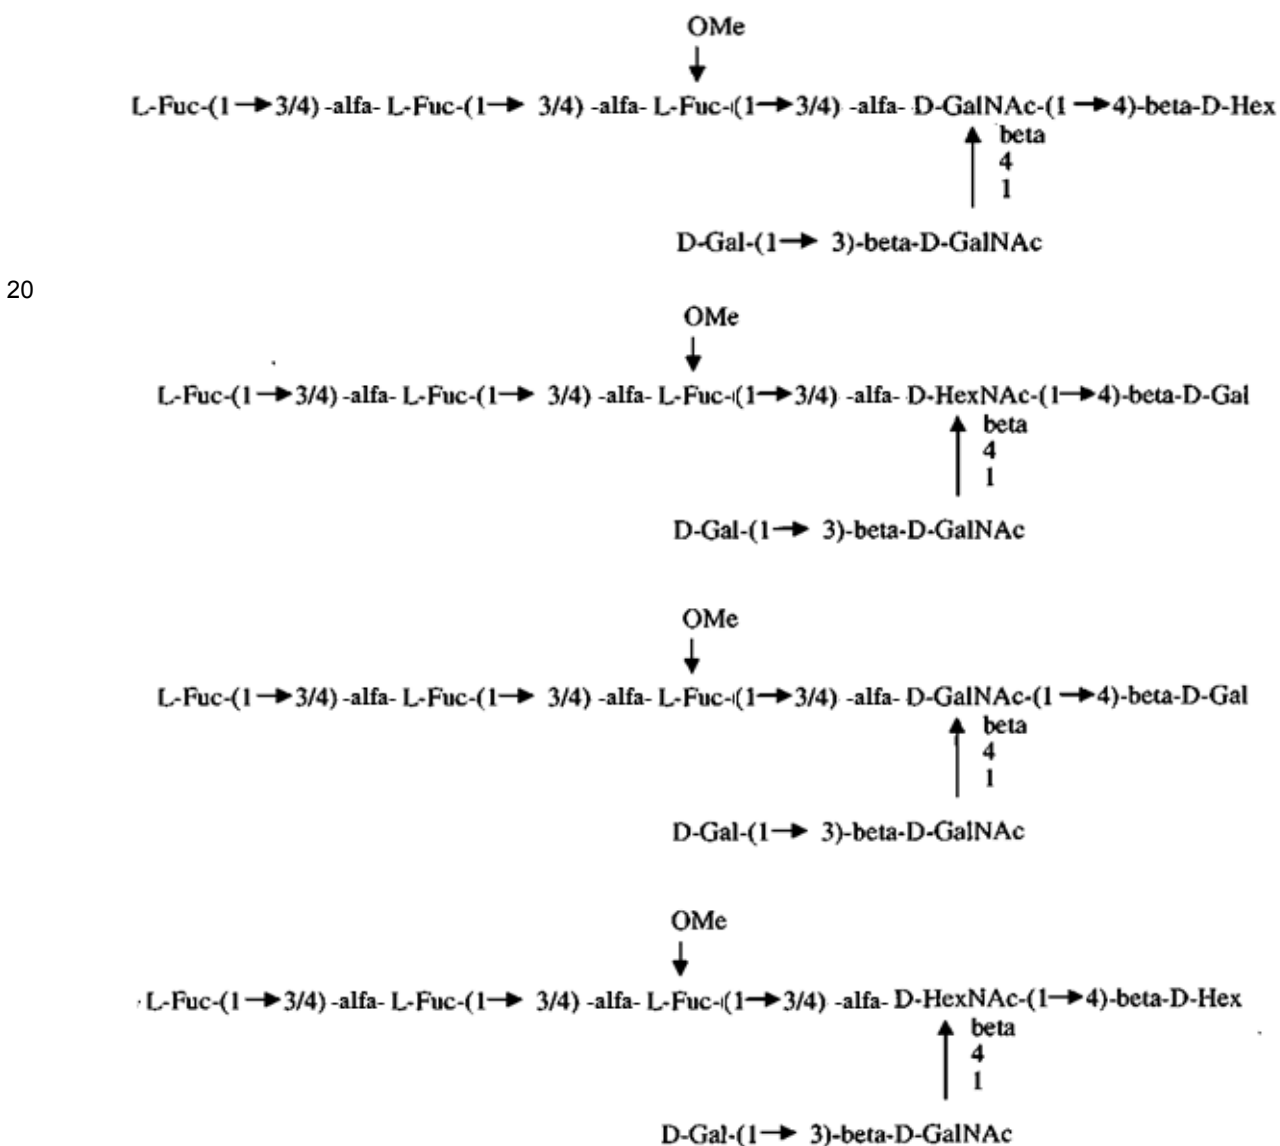 OMe
L-Fuc-(1→3/4) -alfa- L-Fuc-(1→ 3/4) -alfa- L-Fuc-(1→3/4) -alfa- D-GalNAc-(1 →4)-beta-D-Hex
beta
4
1
D-Gal-(1→ 3)-beta-D-GalNAc
20
OMe
L-Fuc-(1→3/4) -alfa- L-Fuc-(1→ 3/4) -alfa- L-Fuc-(1→3/4) -alfa- D-HexNAc-(1→4)-beta-D-Gal
beta
4
1
D-Gal-(1→ 3)-beta-D-GalNAc
OMe
L-Fuc-(1→3/4) -alfa- L-Fuc-(1→ 3/4) -alfa- L-Fuc-(1→3/4) -alfa- D-GalNAc-(1 →4)-beta-D-Gal
beta
4
1
D-Gal-(1→ 3)-beta-D-GalNAc
OMe
L-Fuc-(1→3/4) -alfa- L-Fuc-(1→ 3/4) -alfa- L-Fuc-(1→3/4) -alfa- D-HexNAc-(1→4)-beta-D-Hex
beta
4
1
D-Gal-(1→ 3)-beta-D-GalNAc